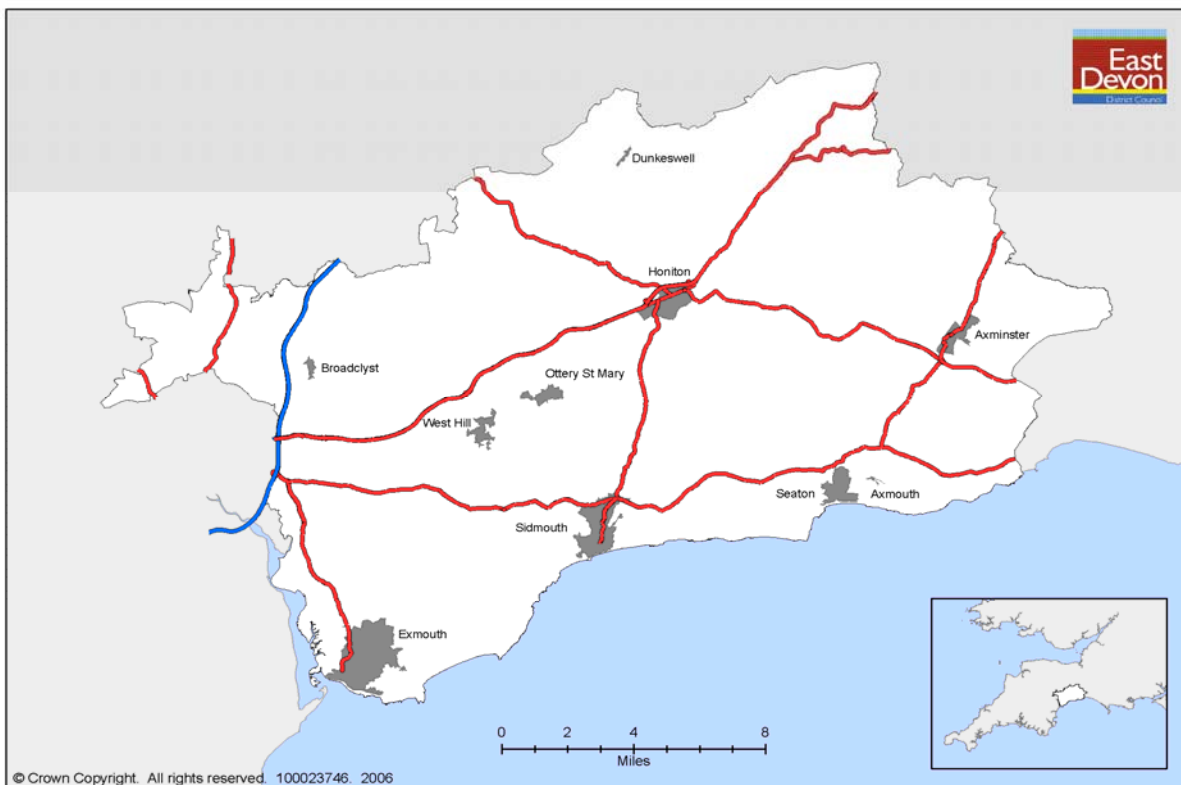 East
Devon
District Council
Dunkeswell
Honiton
Axminster
Broadclyst
Ottery St Mary
West Hill
Seaton
Axmouth
Sidmouth
Exmouth
0 2 4 6 8
Miles
© Crown Copyright. All rights reserved. 100023746. 2006